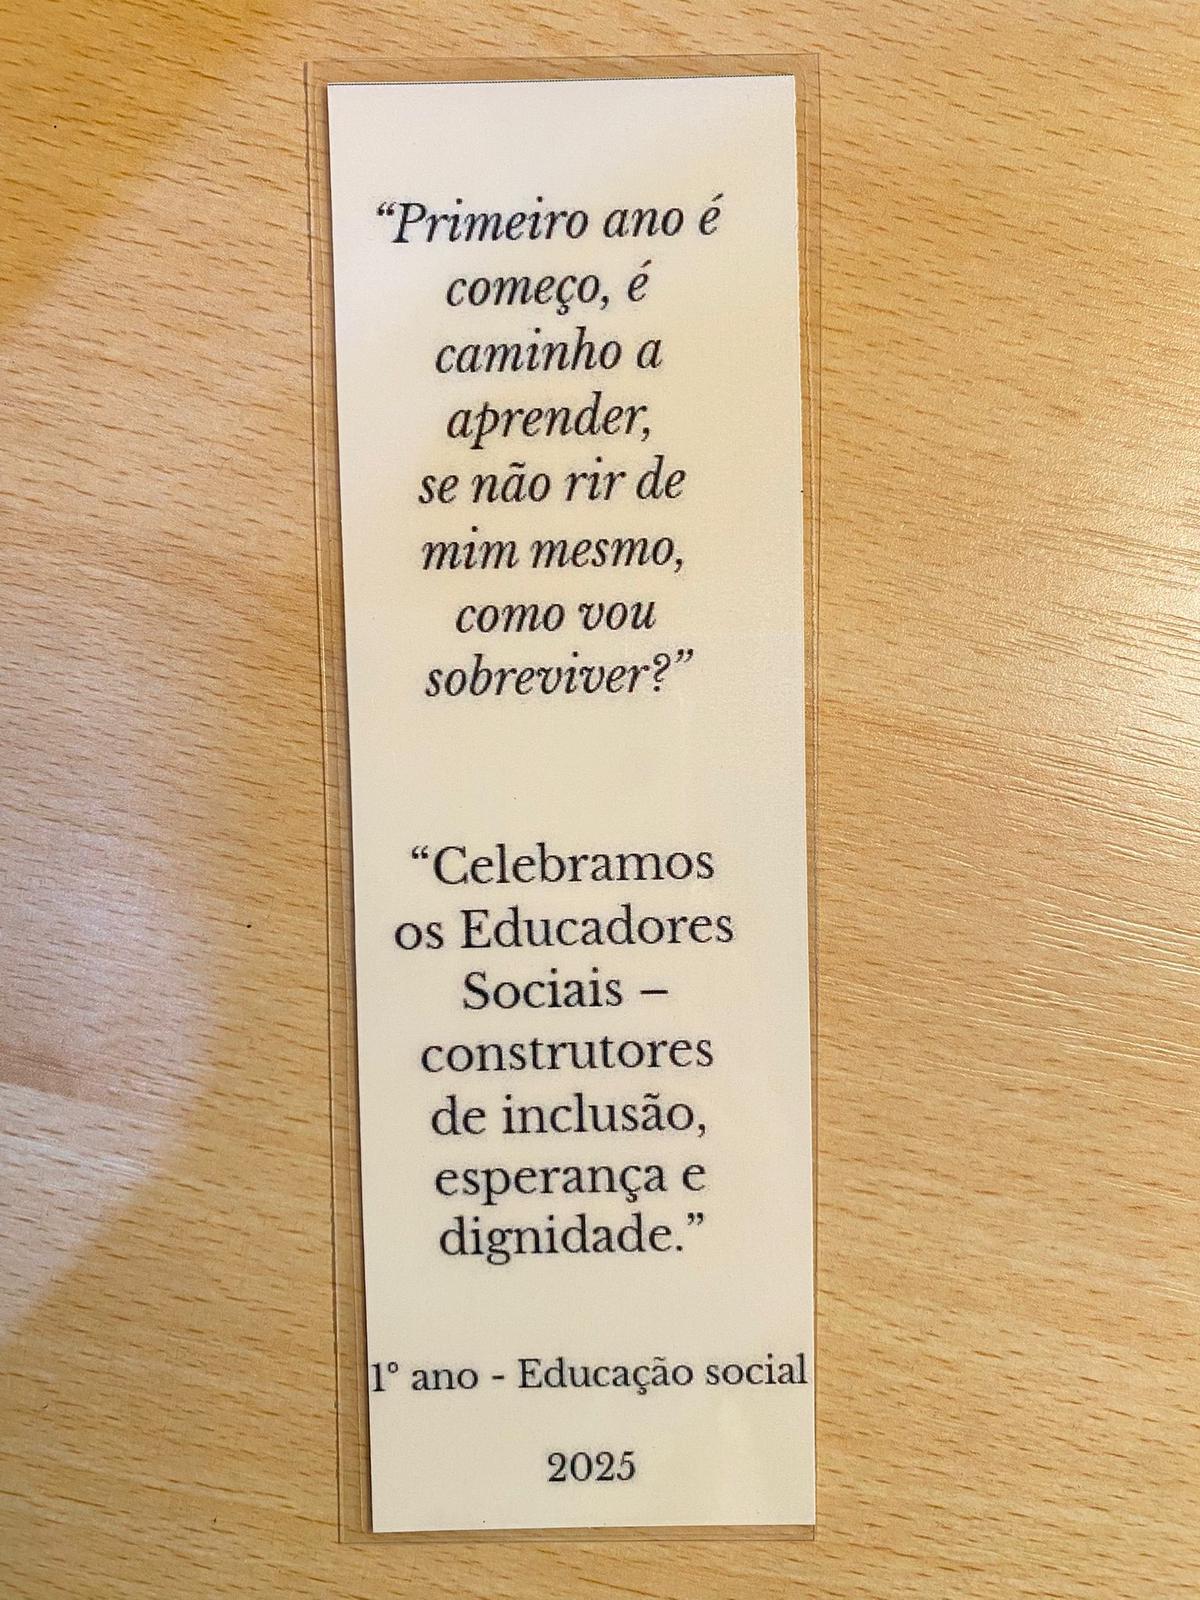 “Primeiro ano é
começo, é
caminho a
aprender,
se não rir de
mim mesmo,
como vou
sobreviver?”
“Celebramos
os Educadores
Sociais –
construtores
de inclusão,
esperança e
dignidade.”
1° ano - Educação social
2025